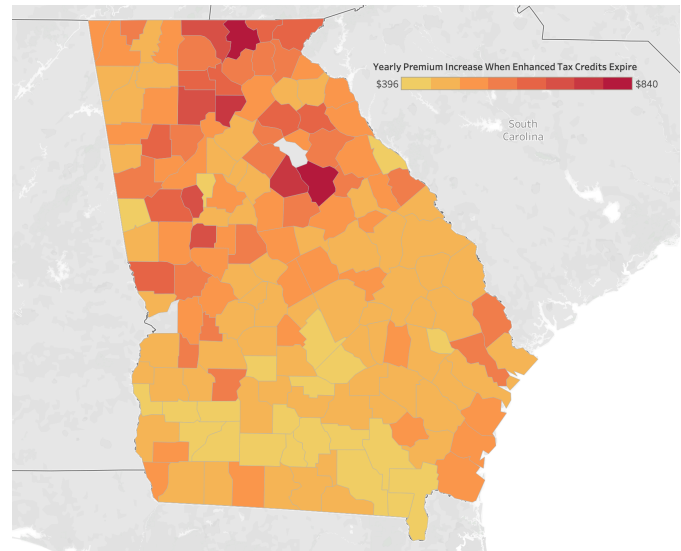 Yearly Premium Increase When Enhanced Tax Credits Expire
$396 $840
South
Carolina